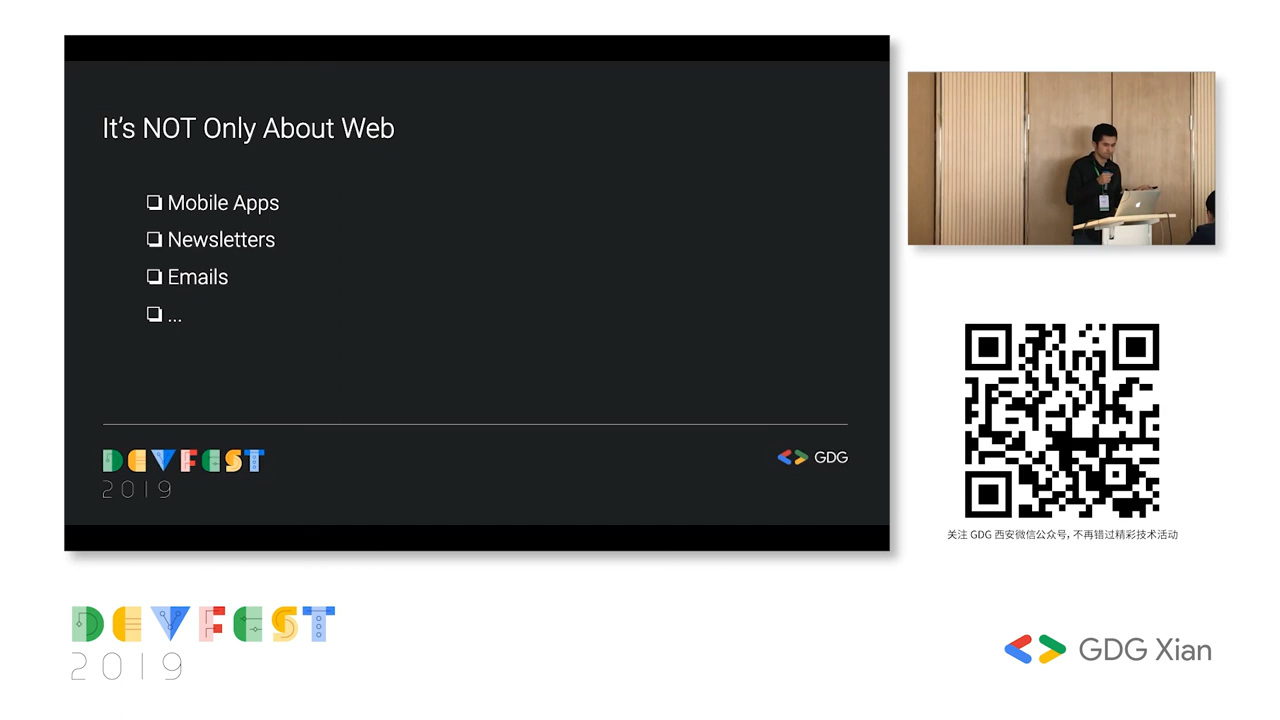 It's NOT Only About Web
❏ Mobile Apps
❏ Newsletters
❏ Emails
❏ ...
DEVFEST
2019
GDG
关注 GDG 西安微信公众号, 不再错过精彩技术活动
DEVFEST
2019
GDG Xian